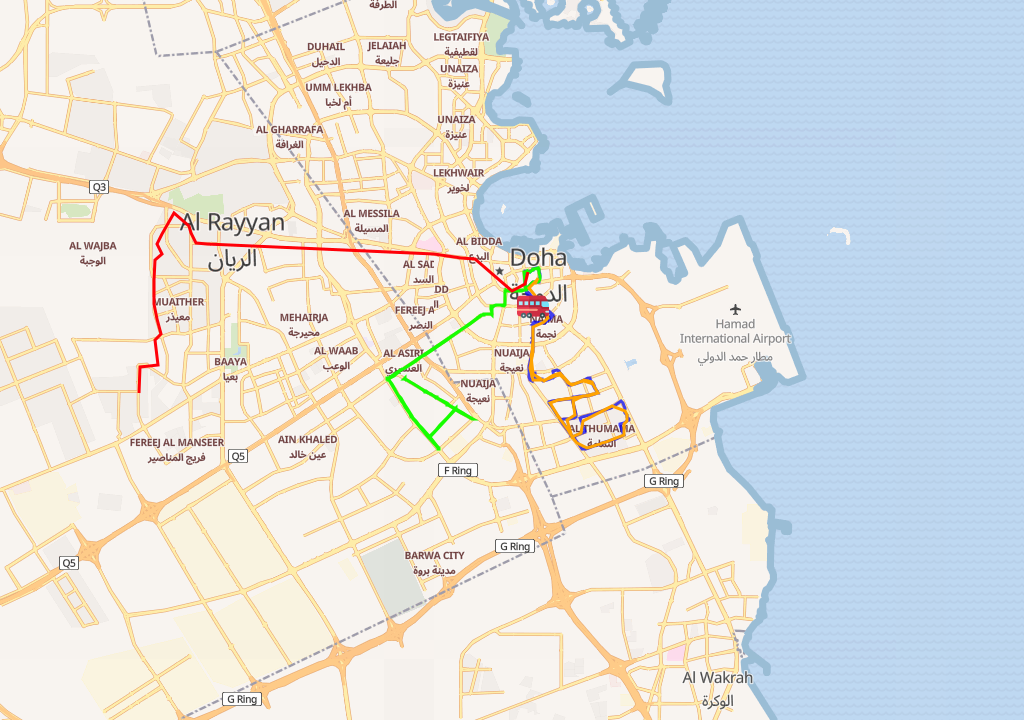 الطرفة
LEGTAIFIYA
لقطيفية
DUHAIL
الدحيل
JELAIAH
جليعة
UNAIZA
عنيزة
UMM LEKHBA
أم لخبا
UNAIZA
عنيزة
AL GHARRAFA
الغرافة
LEKHWAIR
لخوير
Q3
AL MESSILA
المسيلة
Al Rayyan
الريان
AL WAJBA
الوجبة
AL BIDDA
البدع
Doha
AL SAD
السد
DD
ال
MUAITHER
معيذر
FEREEJ A
النصر
MEHAIRJA
محيرجة
نجمة
Hamad
International Airport
مطار حمد الدولي
AL WAAB
الوعب
AL ASIRI
العسيري
NUAIJA
نعيجة
BAAYA
بعيا
NUAIJA
نعيجة
AL THUMAMA
الثمامة
FEREEJ AL MANSEER
فريج المناصير
AIN KHALED
عين خالد
Q5
F Ring
G Ring
G Ring
Q5
BARWA CITY
مدينة بروة
Al Wakrah
الوكرة
G Ring